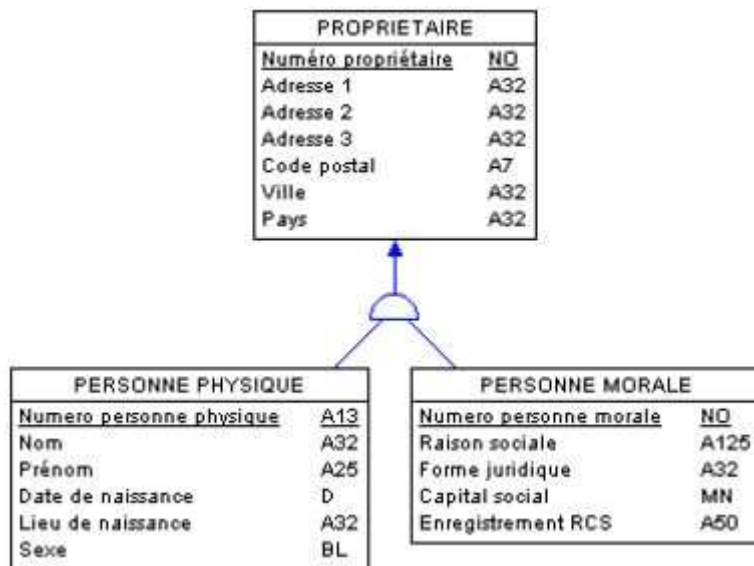 PROPRIETAIRE
Numéro propriétaire NO
Adresse 1 A32
Adresse 2 A32
Adresse 3 A32
Code postal A7
Ville A32
Pays A32
PERSONNE PHYSIQUE
Numero personne physique A13
Nom A32
Prénom A25
Date de naissance D
Lieu de naissance A32
Sexe BL
PERSONNE MORALE
Numero personne morale NO
Raison sociale A125
Forme juridique A32
Capital social MN
Enregistrement RCS A50